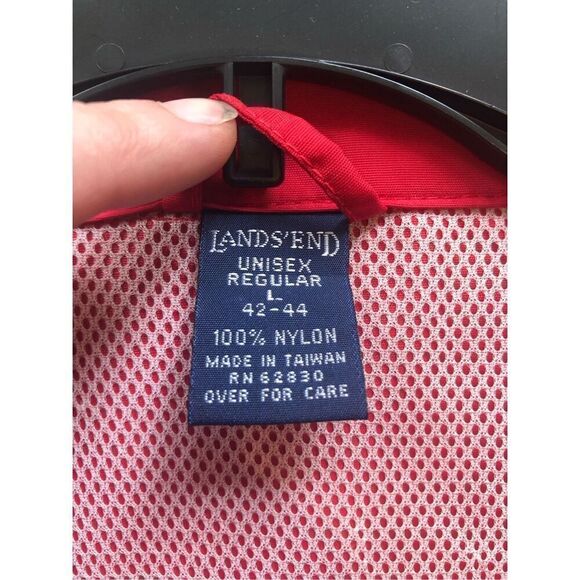 LANDS'END
UNISEX
REGULAR
L
42-44
100% NYLON
MADE IN TAIWAN
RN 62830
OVER FOR CARE